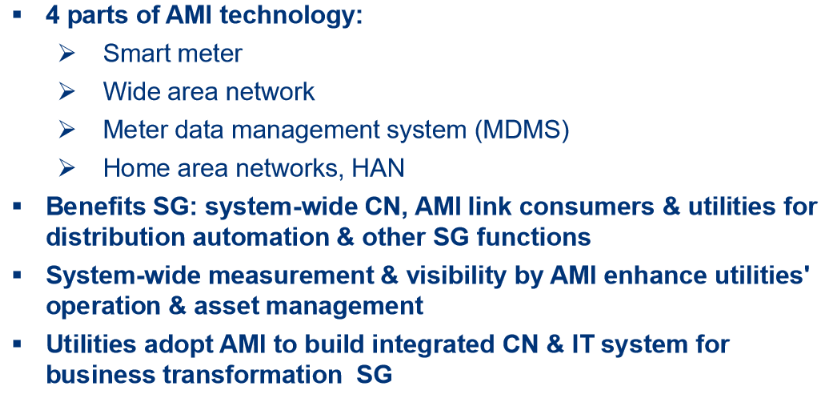 ▪ 4 parts of AMI technology:
➢ Smart meter
➢ Wide area network
➢ Meter data management system (MDMS)
➢ Home area networks, HAN
▪ Benefits SG: system-wide CN, AMI link consumers & utilities for
distribution automation & other SG functions
▪ System-wide measurement & visibility by AMI enhance utilities'
operation & asset management
▪ Utilities adopt AMI to build integrated CN & IT system for
business transformation SG